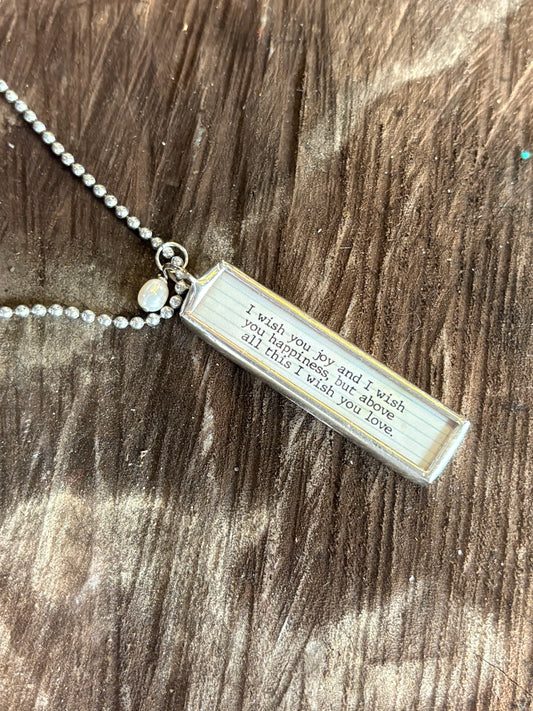 I wish you joy and I wish
you happiness, but above
all this I wish you love.